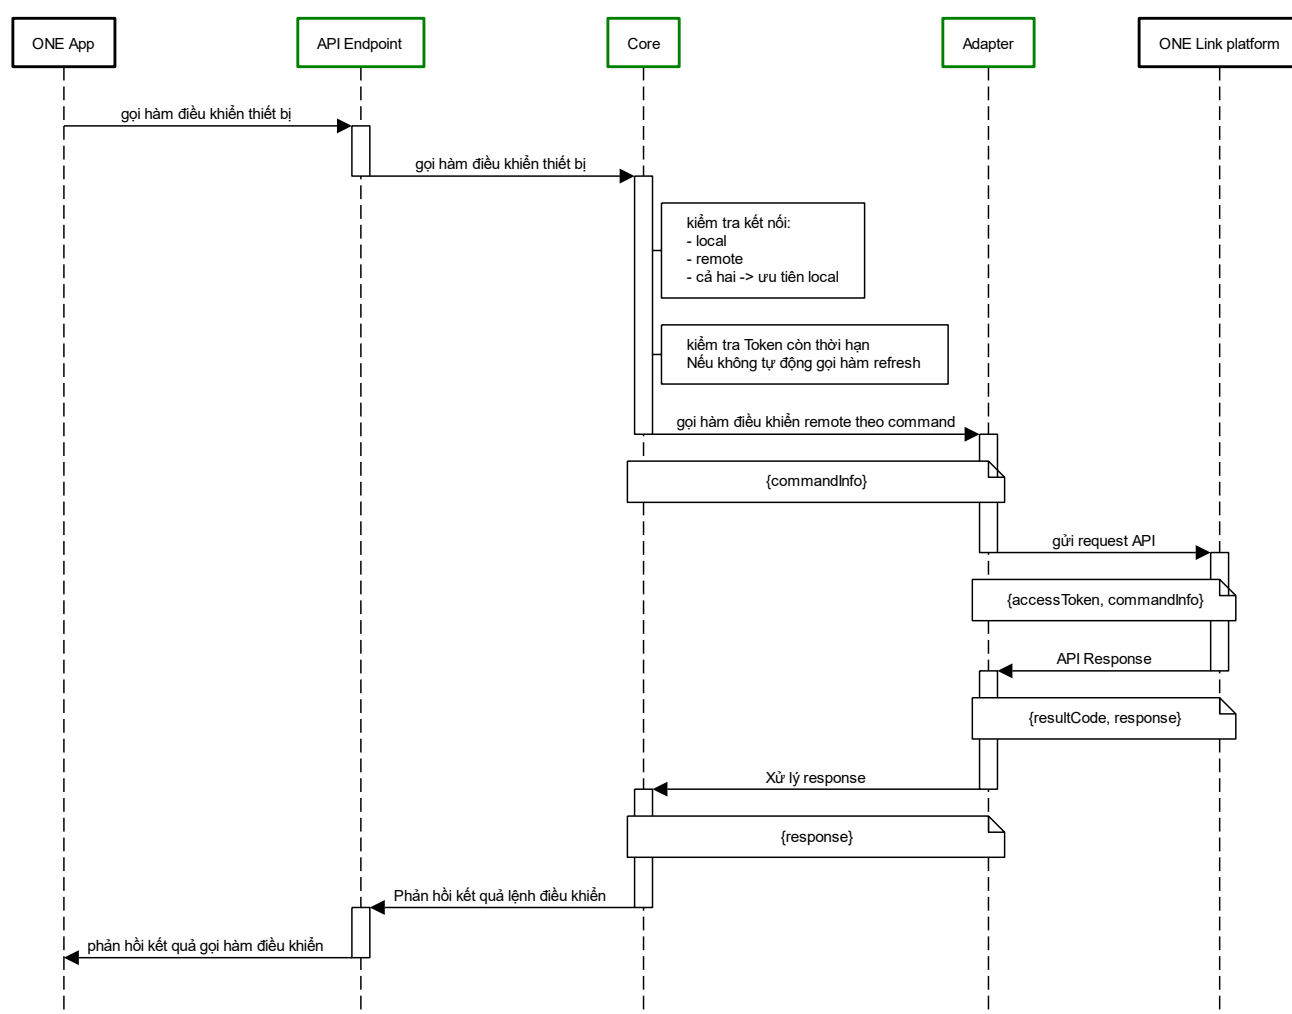 ONE App
API Endpoint
Core
Adapter
ONE Link platform
gọi hàm điều khiển thiết bị
gọi hàm điều khiển thiết bị
kiểm tra kết nối:
- local
- remote
- cả hai -> ưu tiên local
kiểm tra Token còn thời hạn
Nếu không tự động gọi hàm refresh
gọi hàm điều khiển remote theo command
{commandInfo}
gửi request API
{accessToken, commandInfo}
API Response
{resultCode, response}
Xử lý response
{response}
Phản hồi kết quả lệnh điều khiển
phản hồi kết quả gọi hàm điều khiển